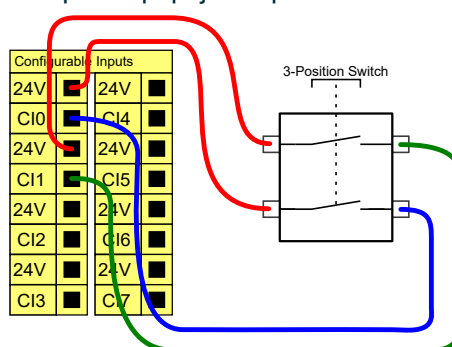 Configurable Inputs
24V 24V
CI0 CI4
24V 24V
CI1 CI5
24V 24V
CI2 CI6
24V 24V
CI3 CI7
3-Position Switch